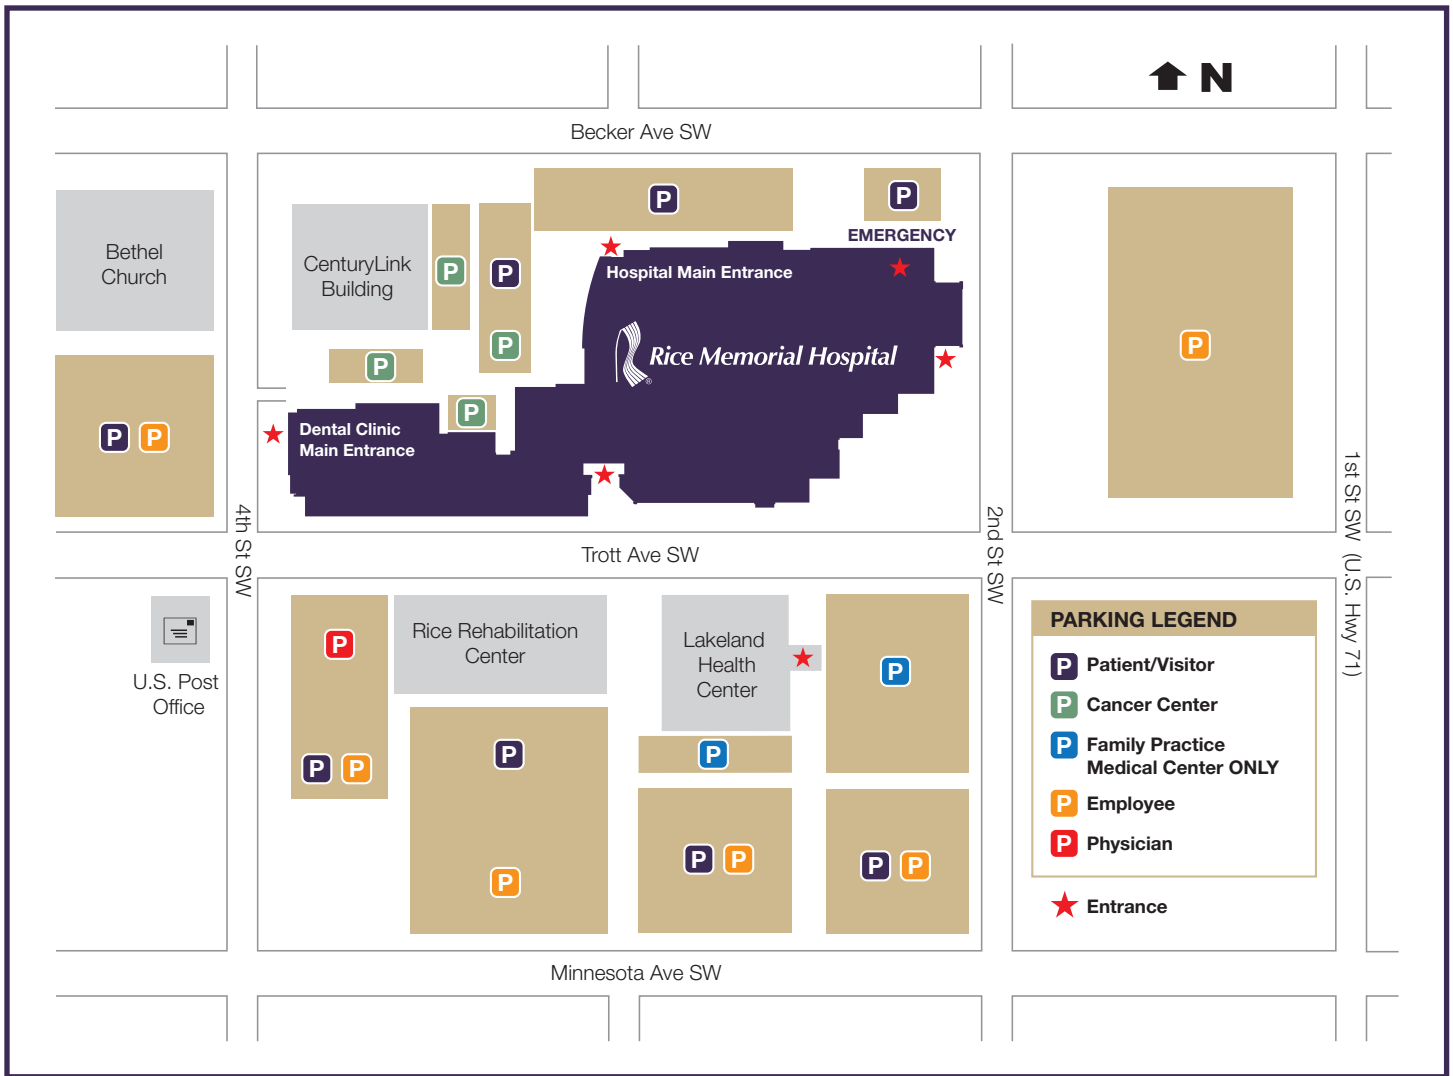 N
Becker Ave SW
P
P
EMERGENCY
Bethel
Church
CenturyLink
Building
P
P
Hospital Main Entrance
P
P
Rice Memorial Hospital
®
P
P
P
P
P
Dental Clinic
Main Entrance
4th St SW
2nd St SW
1st St SW (U.S. Hwy 71)
Trott Ave SW
U.S. Post
Office
P
Rice Rehabilitation
Center
Lakeland
Health
Center
P
P
P
P
P
P
P
P
P
P
PARKING LEGEND
P Patient/Visitor
P Cancer Center
P Family Practice
Medical Center ONLY
P Employee
P Physician
Entrance
Minnesota Ave SW